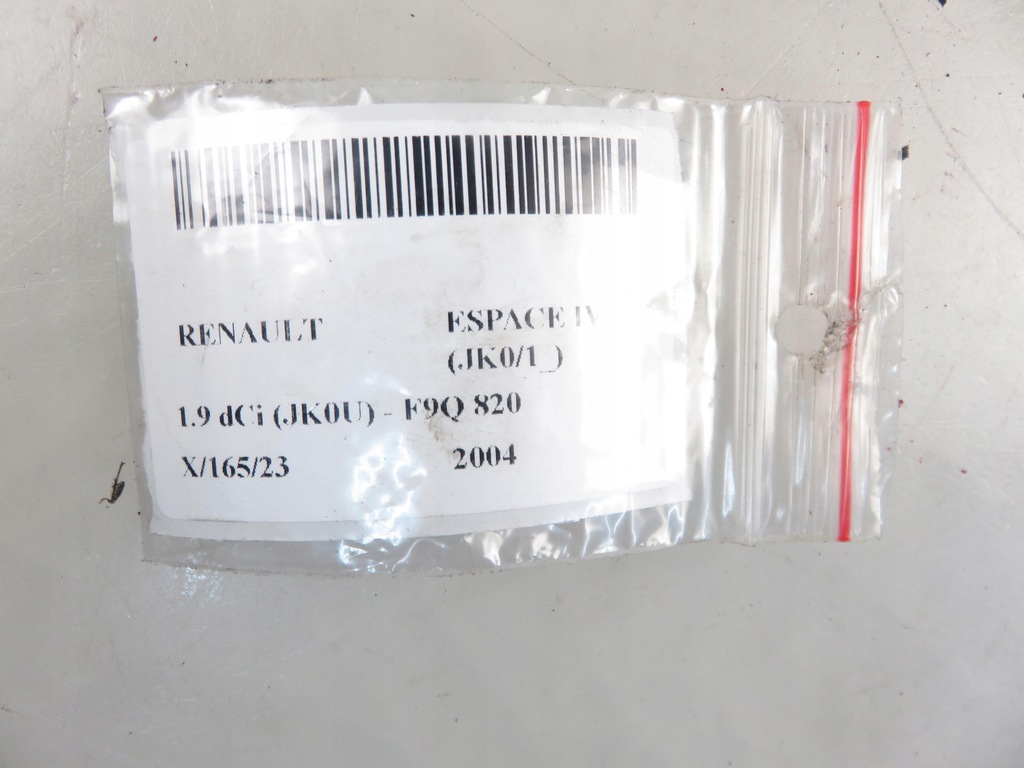 RENAULT ESPACE IV
(JK0/1_)
1.9 dCi (JK0U) - F9Q 820
X/165/23 2004